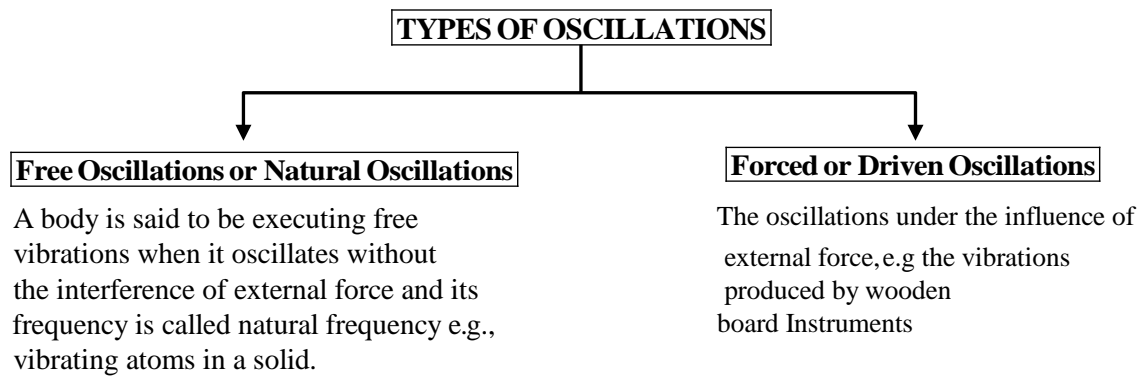 TYPES OF OSCILLATIONS
Free Oscillations or Natural Oscillations
A body is said to be executing free
vibrations when it oscillates without
the interference of external force and its
frequency is called natural frequency e.g.,
vibrating atoms in a solid.
Forced or Driven Oscillations
The oscillations under the influence of
external force,e.g the vibrations
produced by wooden
board Instruments